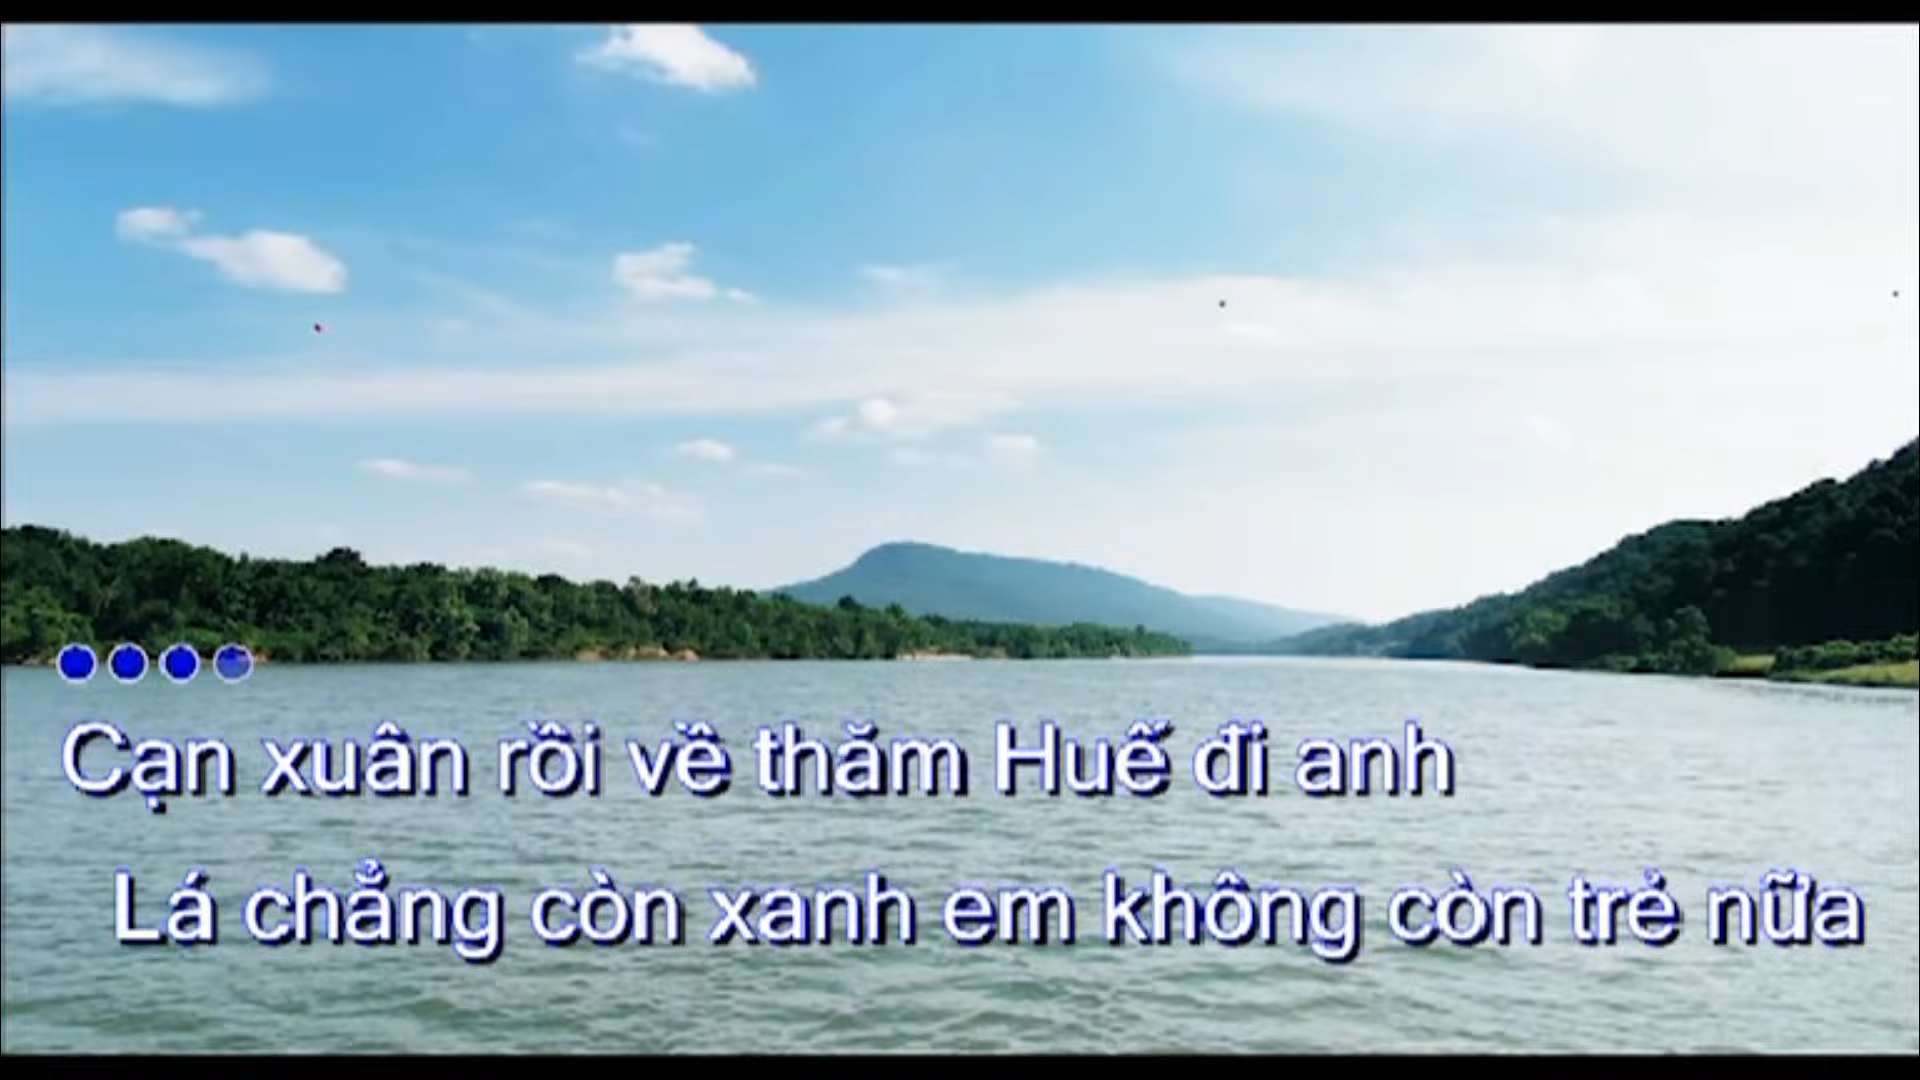 Cạn xuân rồi về thăm Huế đi anh
Lá chẳng còn xanh em không còn trẻ nữa